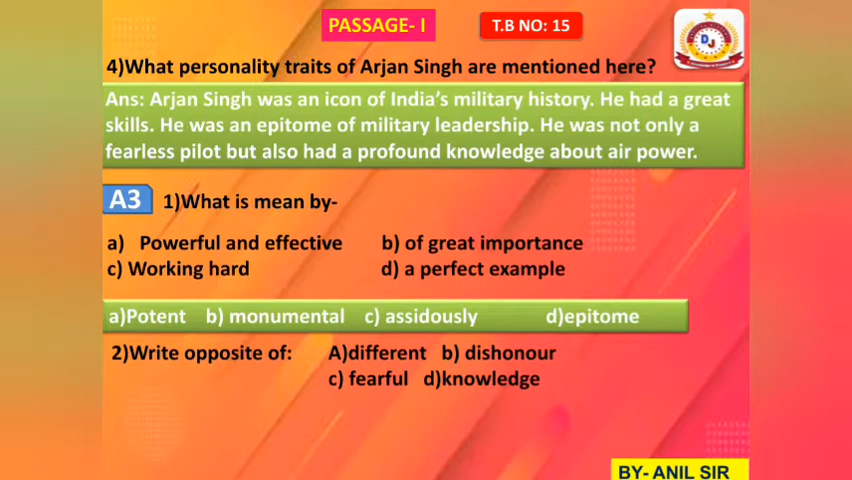 PASSAGE- I
T.B NO: 15
DJ
4)What personality traits of Arjan Singh are mentioned here?
Ans: Arjan Singh was an icon of India's military history. He had a great
skills. He was an epitome of military leadership. He was not only a
fearless pilot but also had a profound knowledge about air power.
A3 1)What is mean by-
a) Powerful and effective b) of great importance
c) Working hard d) a perfect example
a)Potent b) monumental c) assidously d)epitome
2)Write opposite of: A)different b) dishonour
c) fearful d)knowledge
BY- ANIL SIR